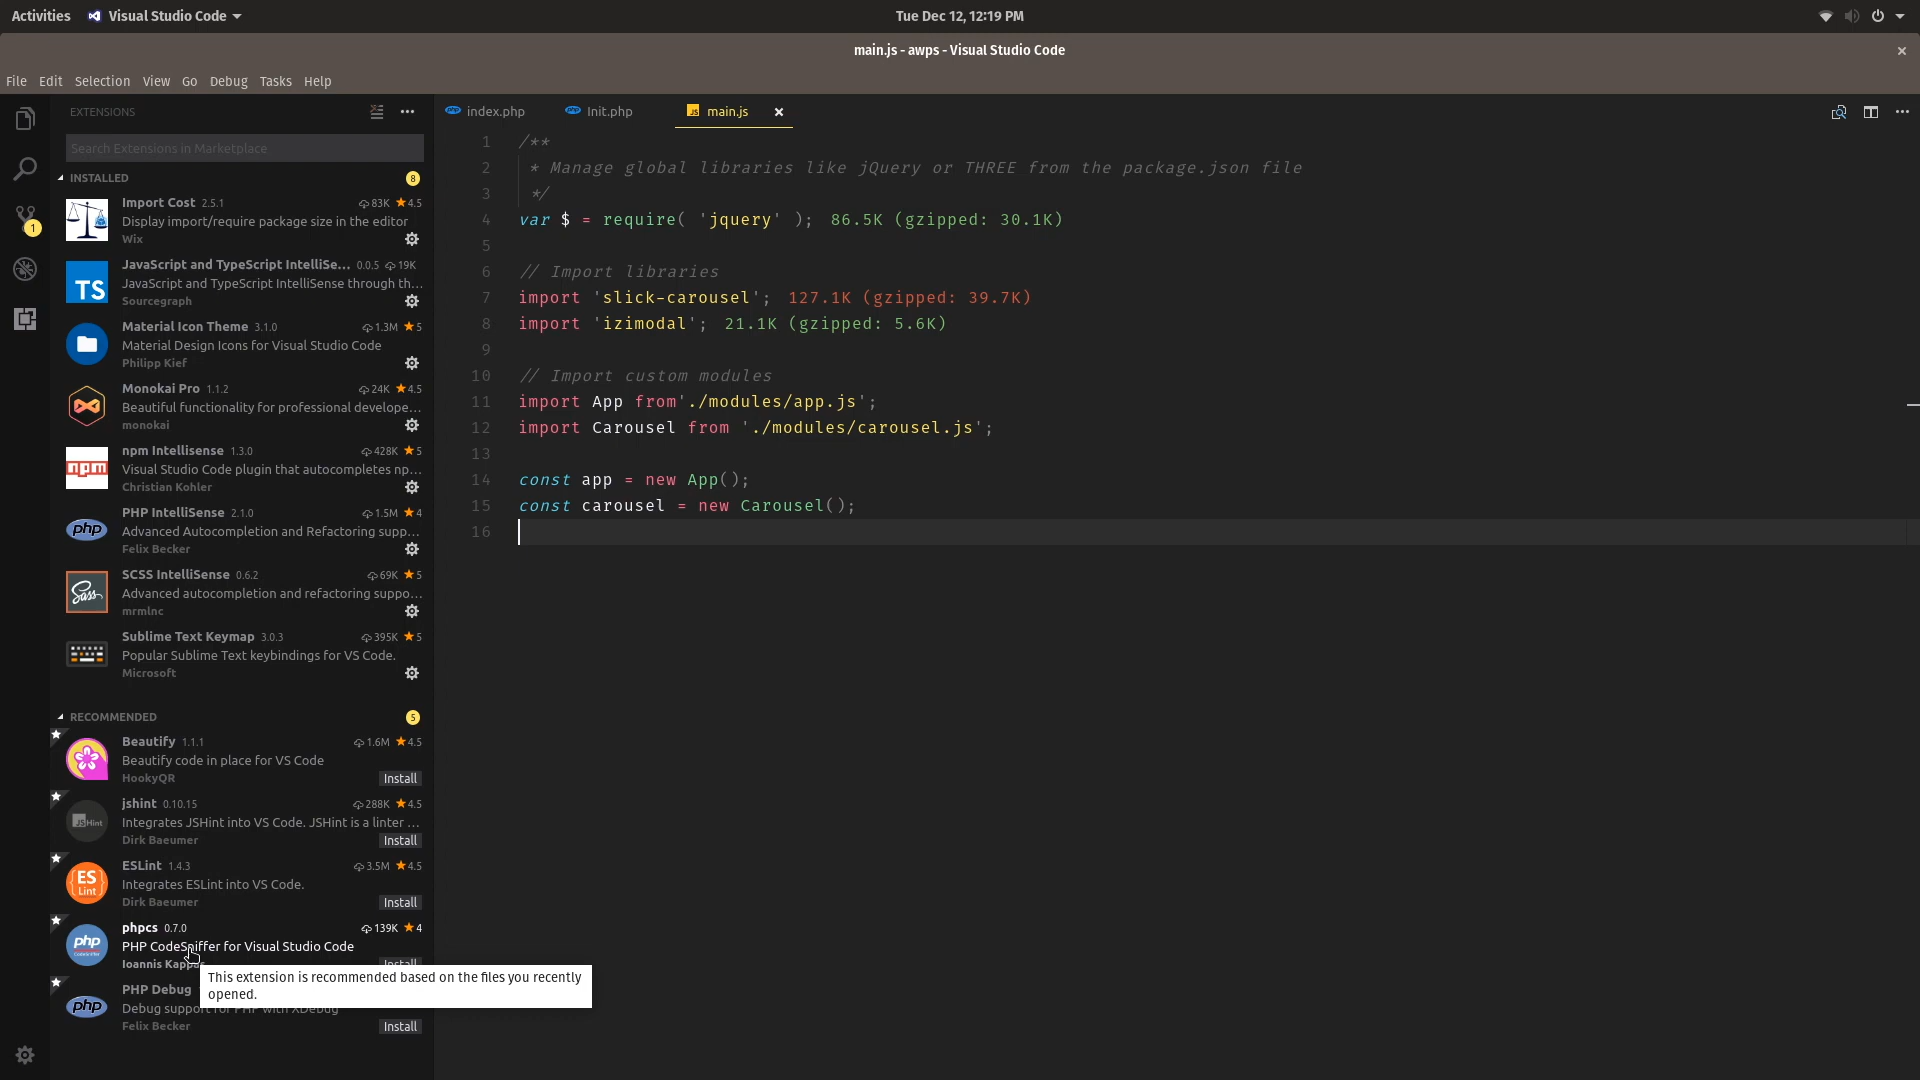 Activities Visual Studio Code Tue Dec 12, 12:19 PM
main.js - awps - Visual Studio Code
File Edit Selection View Go Debug Tasks Help
EXTENSIONS
Search Extensions in Marketplace
INSTALLED 8
Import Cost 2.5.1 83K 4.5
Display import/require package size in the editor
Wix
JavaScript and TypeScript IntelliSe... 0.0.5 19K
TS
JavaScript and TypeScript IntelliSense through th...
Sourcegraph
Material Icon Theme 3.1.0 1.3M 5
Material Design Icons for Visual Studio Code
Philipp Kief
Monokai Pro 1.1.2 24K 4.5
Beautiful functionality for professional develope...
monokai
npm Intellisense 1.3.0 428K 5
npm
Visual Studio Code plugin that autocompletes np...
Christian Kohler
PHP IntelliSense 2.1.0 1.5M 4
php
Advanced Autocompletion and Refactoring supp...
Felix Becker
SCSS IntelliSense 0.6.2 69K 5
Sass
Advanced autocompletion and refactoring suppo...
mrmlnc
Sublime Text Keymap 3.0.3 395K 5
Popular Sublime Text keybindings for VS Code.
Microsoft
RECOMMENDED 5
Beautify 1.1.1 1.6M 4.5
Beautify code in place for VS Code
HookyQR Install
jshint 0.10.15 288K 4.5
JSHint
Integrates JSHint into VS Code. JSHint is a linter ...
Dirk Baeumer Install
ESLint 1.4.3 3.5M 4.5
ES
Lint
Integrates ESLint into VS Code.
Dirk Baeumer Install
phpcs 0.7.0 139K 4
php
PHP CodeSniffer for Visual Studio Code
Ioannis Kappas Install
This extension is recommended based on the files you recently
opened.
PHP Debug
php
Debug support for PHP with XDebug
Felix Becker Install
1
index.php Init.php JS main.js
1 /**
2 * Manage global libraries like jQuery or THREE from the package.json file
3 */
4 var $ = require( 'jquery' ); 86.5K (gzipped: 30.1K)
5
6 // Import libraries
7 import 'slick-carousel'; 127.1K (gzipped: 39.7K)
8 import 'izimodal'; 21.1K (gzipped: 5.6K)
9
10 // Import custom modules
11 import App from'./modules/app.js';
12 import Carousel from './modules/carousel.js';
13
14 const app = new App();
15 const carousel = new Carousel();
16